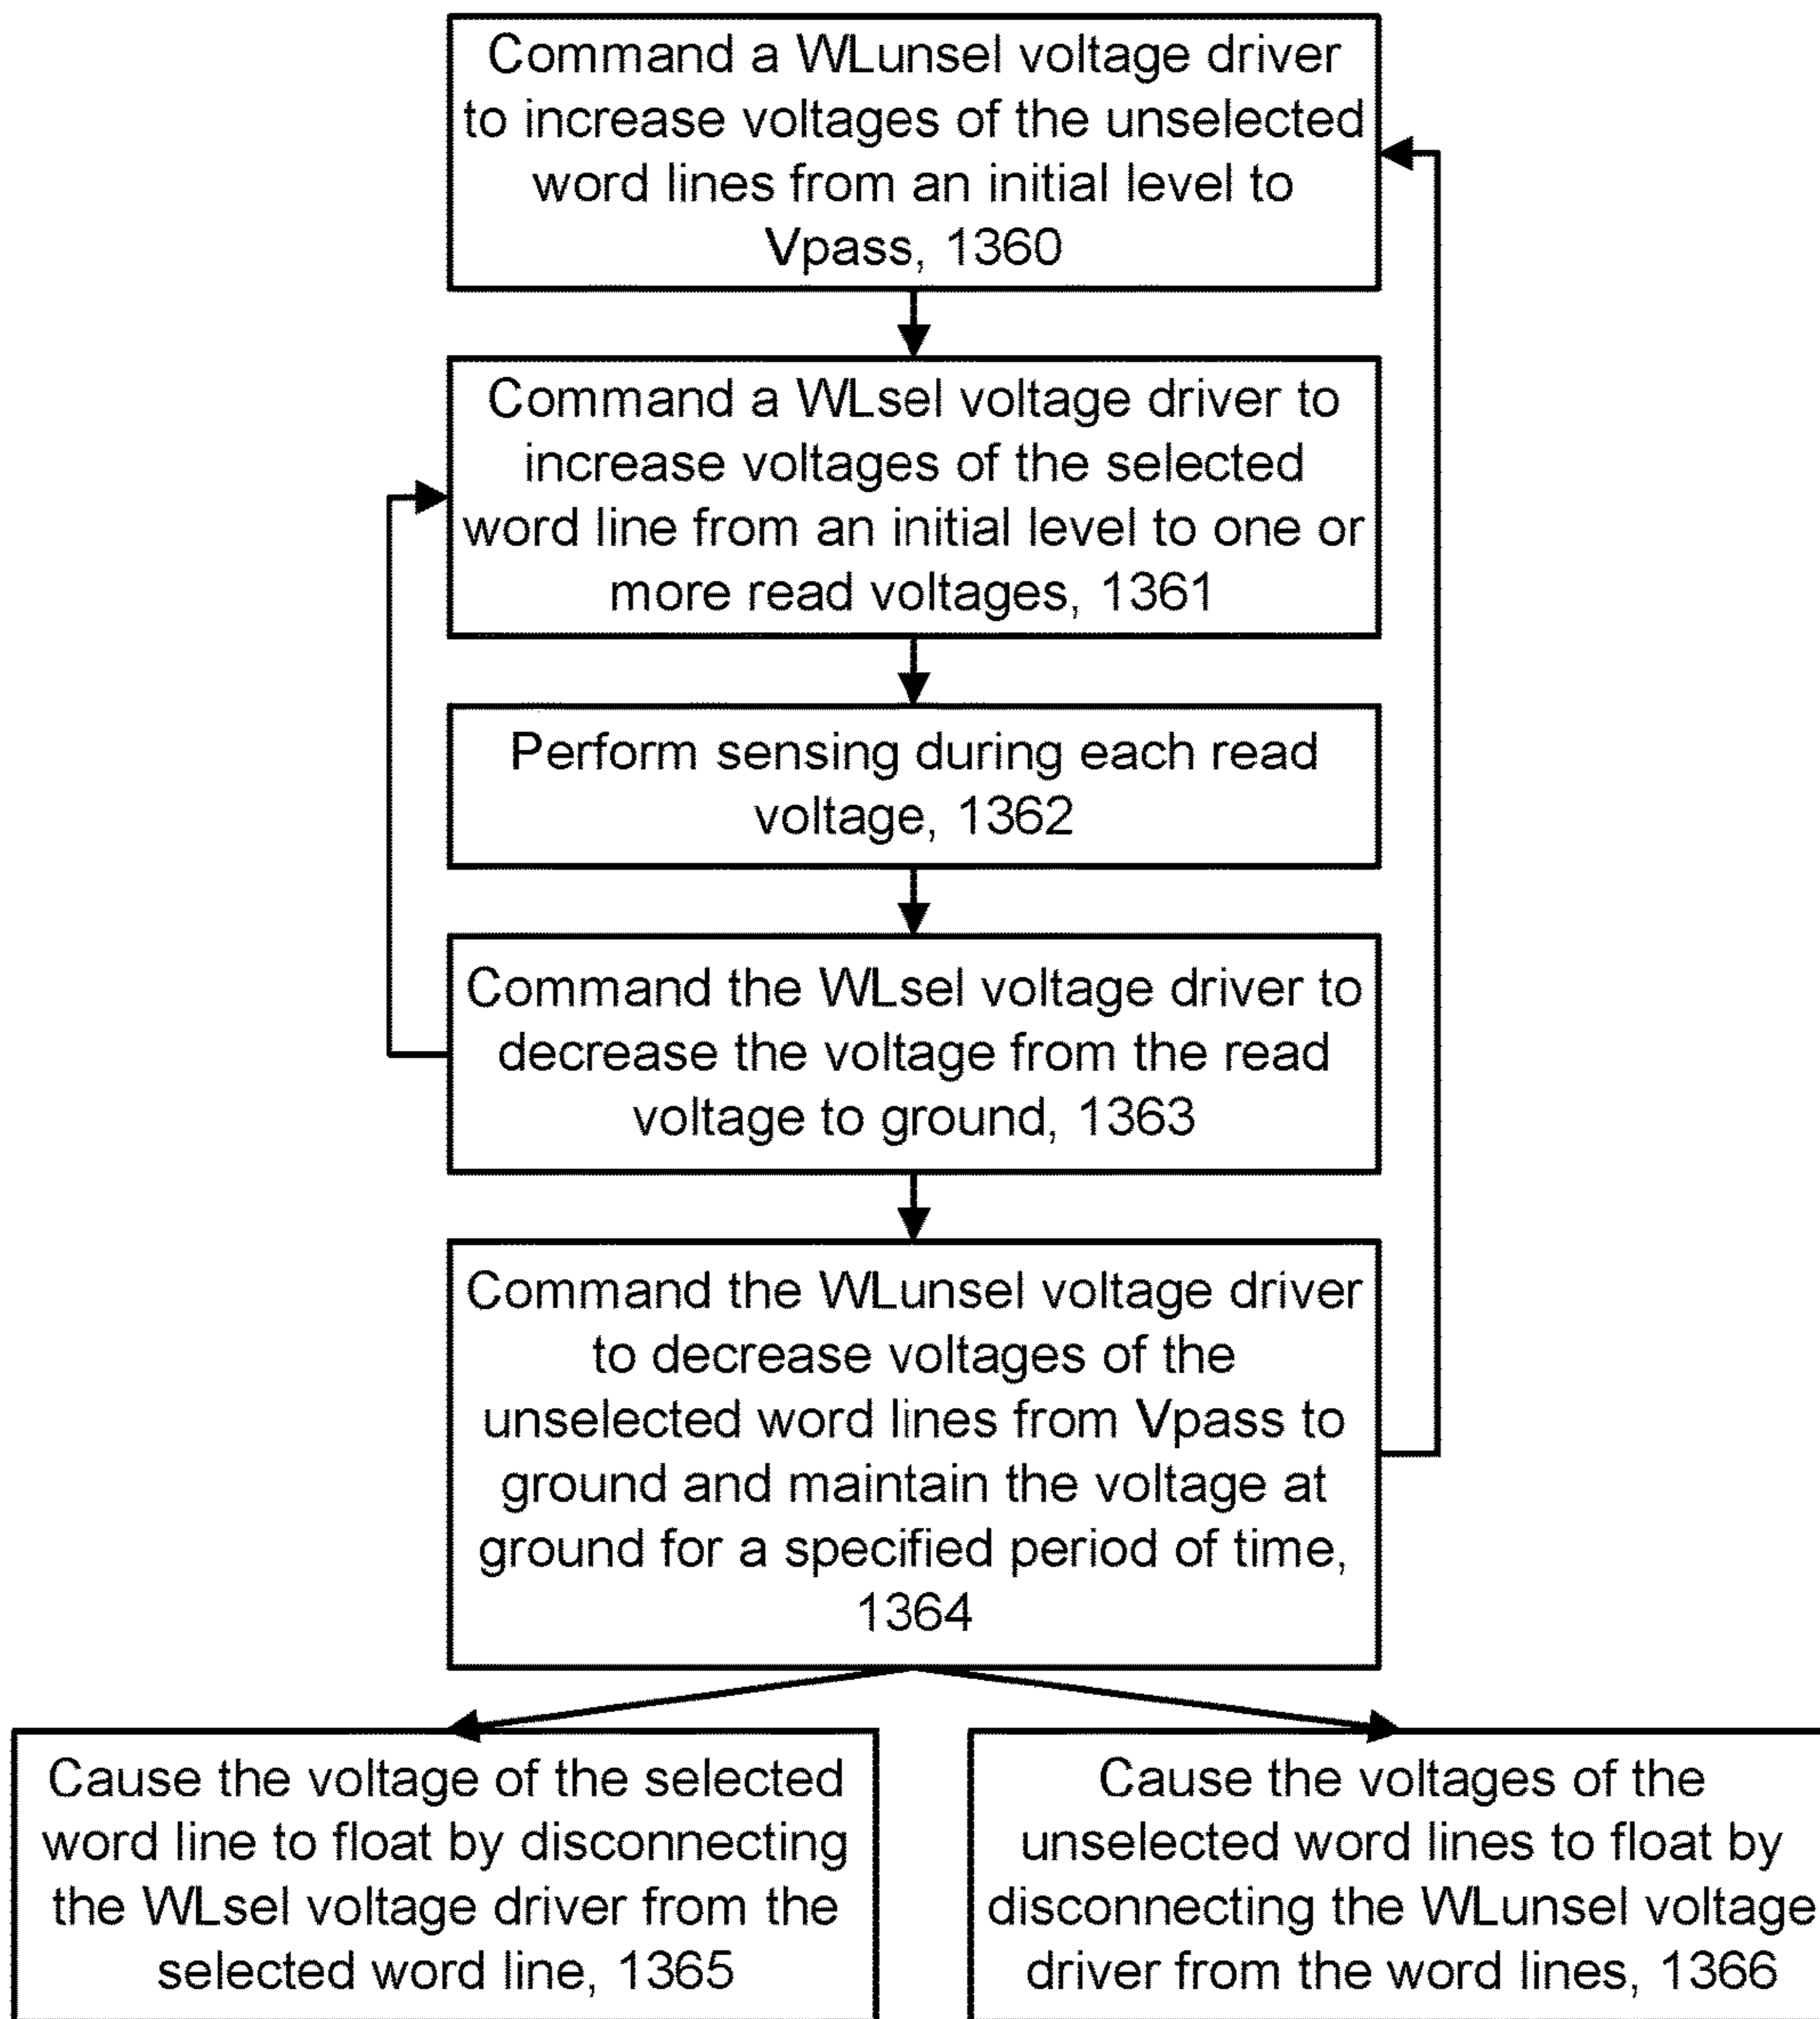 Command a WLunsel voltage driver
to increase voltages of the unselected
word lines from an initial level to
Vpass, 1360
Command a WLsel voltage driver to
increase voltages of the selected
word line from an initial level to one or
more read voltages, 1361
Perform sensing during each read
voltage, 1362
Command the WLsel voltage driver to
decrease the voltage from the read
voltage to ground, 1363
Command the WLunsel voltage driver
to decrease voltages of the
unselected word lines from Vpass to
ground and maintain the voltage at
ground for a specified period of time,
1364
Cause the voltage of the selected
word line to float by disconnecting
the WLsel voltage driver from the
selected word line, 1365
Cause the voltages of the
unselected word lines to float by
disconnecting the WLunsel voltage
driver from the word lines, 1366